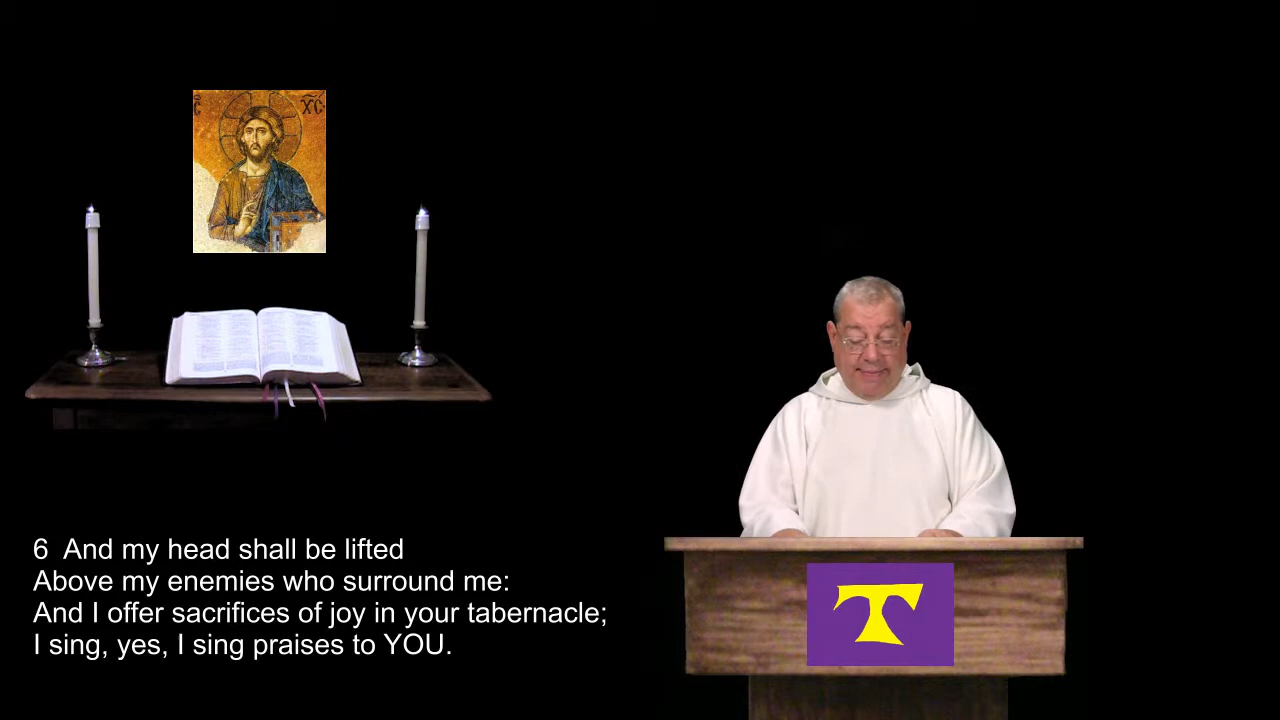 XC
6 And my head shall be lifted
Above my enemies who surround me:
And I offer sacrifices of joy in your tabernacle;
I sing, yes, I sing praises to YOU.